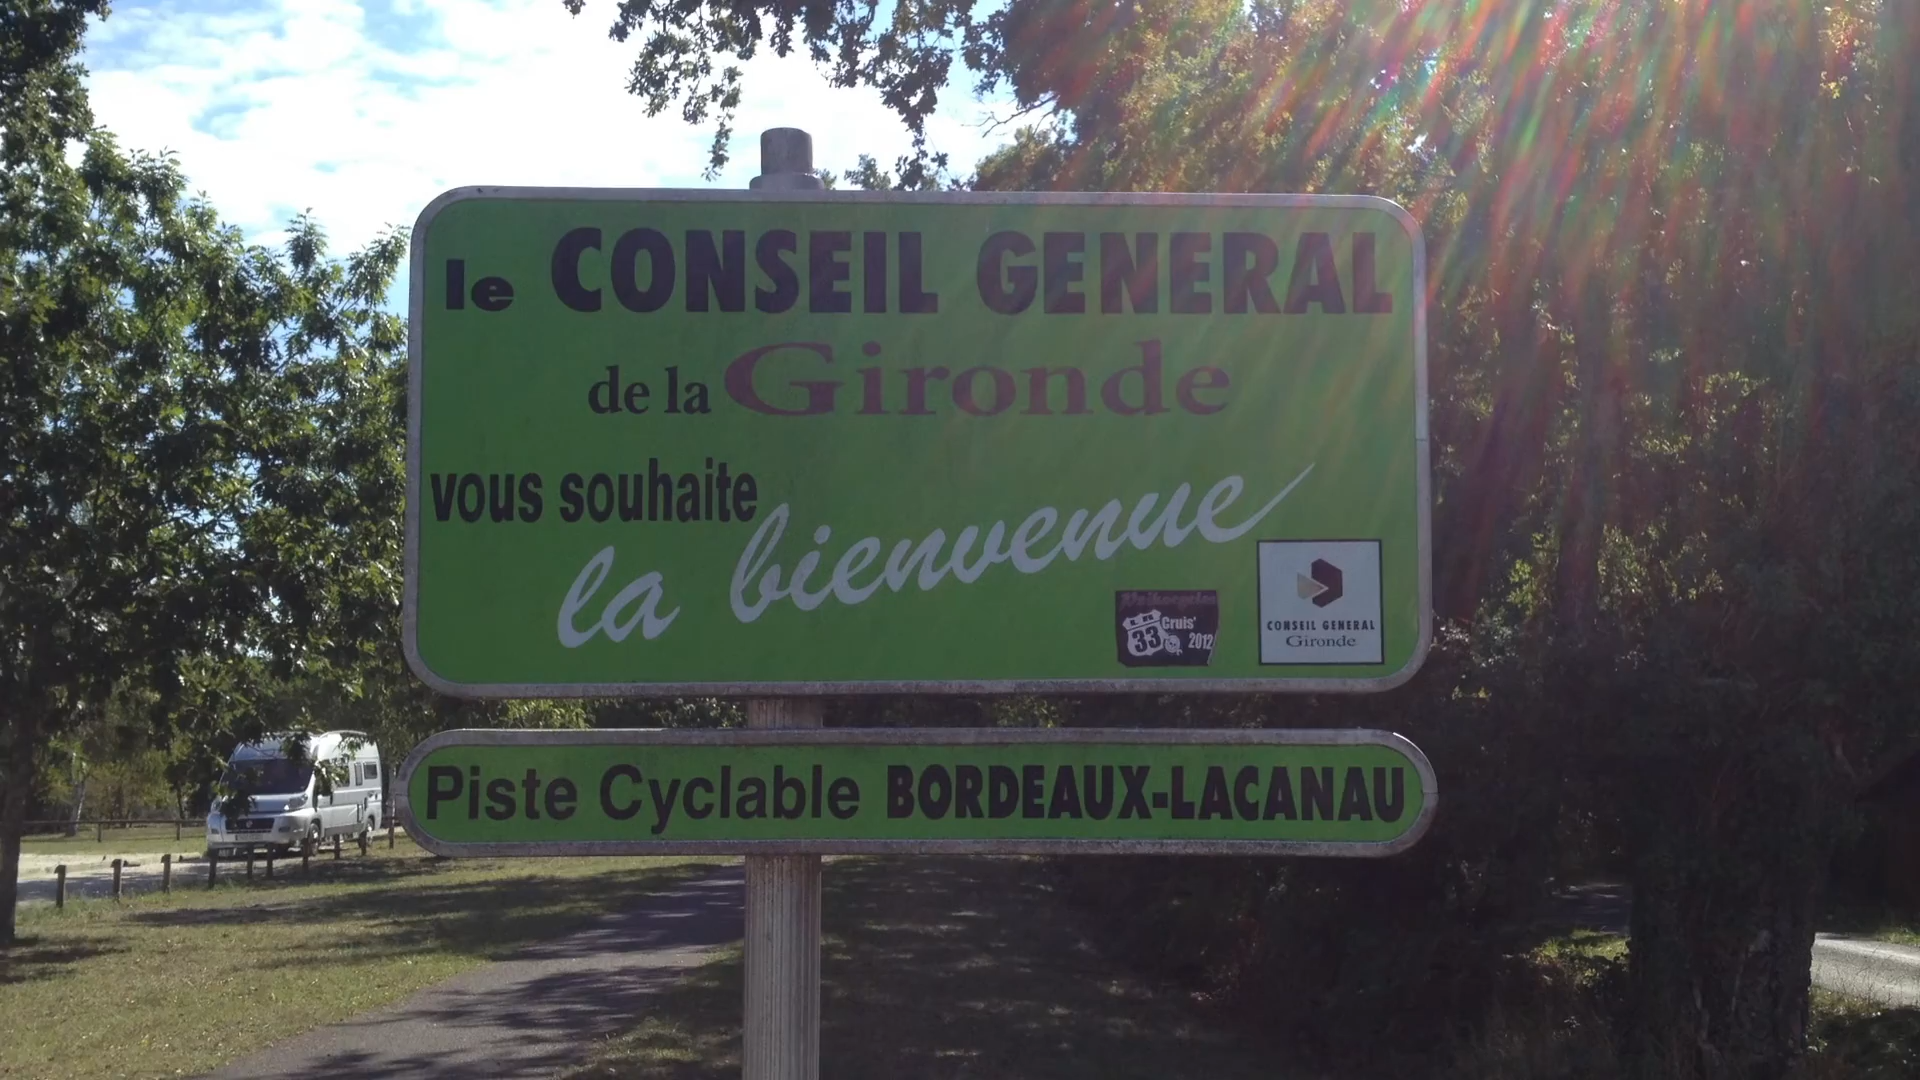 le CONSEIL GENERAL
de la Gironde
vous souhaite
la bienvenue
33 Cruis'
2012
CONSEIL GENERAL
Gironde
Piste Cyclable BORDEAUX-LACANAU